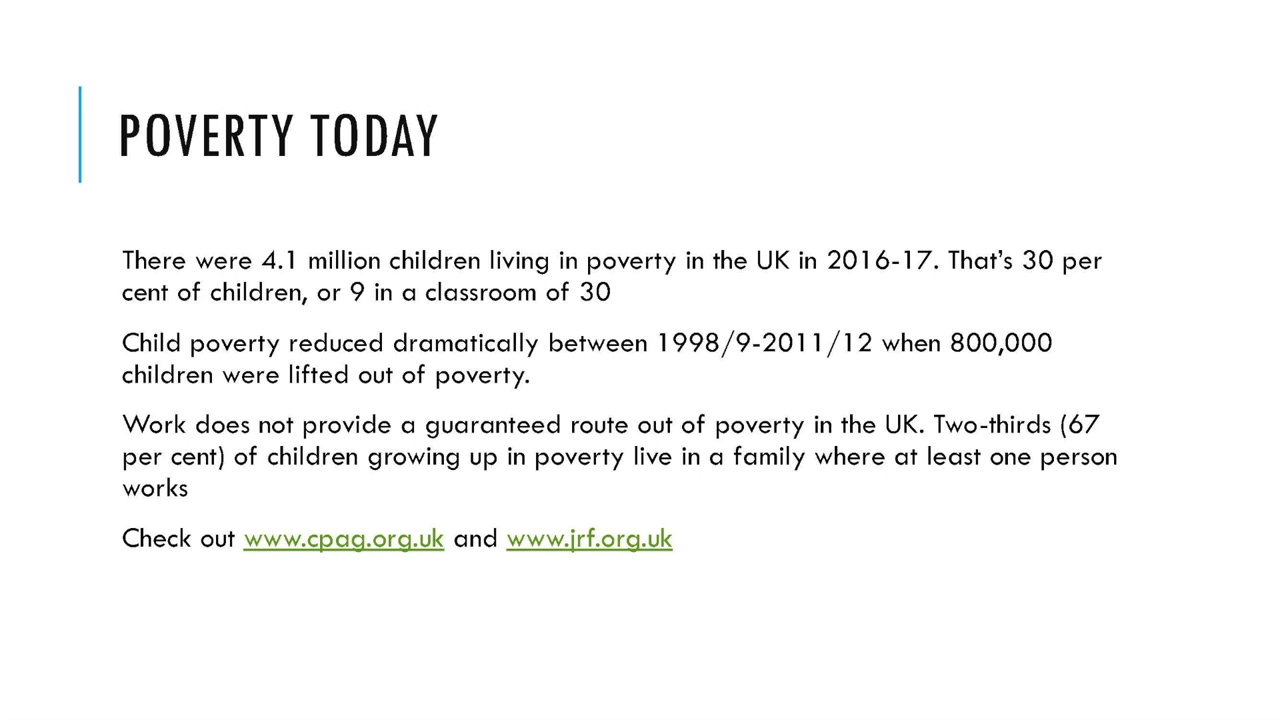 POVERTY TODAY
There were 4.1 million children living in poverty in the UK in 2016-17. That’s 30 per
cent of children, or 9 in a classroom of 30
Child poverty reduced dramatically between 1998/9-2011/12 when 800,000
children were lifted out of poverty.
Work does not provide a guaranteed route out of poverty in the UK. Two-thirds (67
per cent) of children growing up in poverty live in a family where at least one person
works
Check out www.cpag.org.uk and www.jrf.org.uk